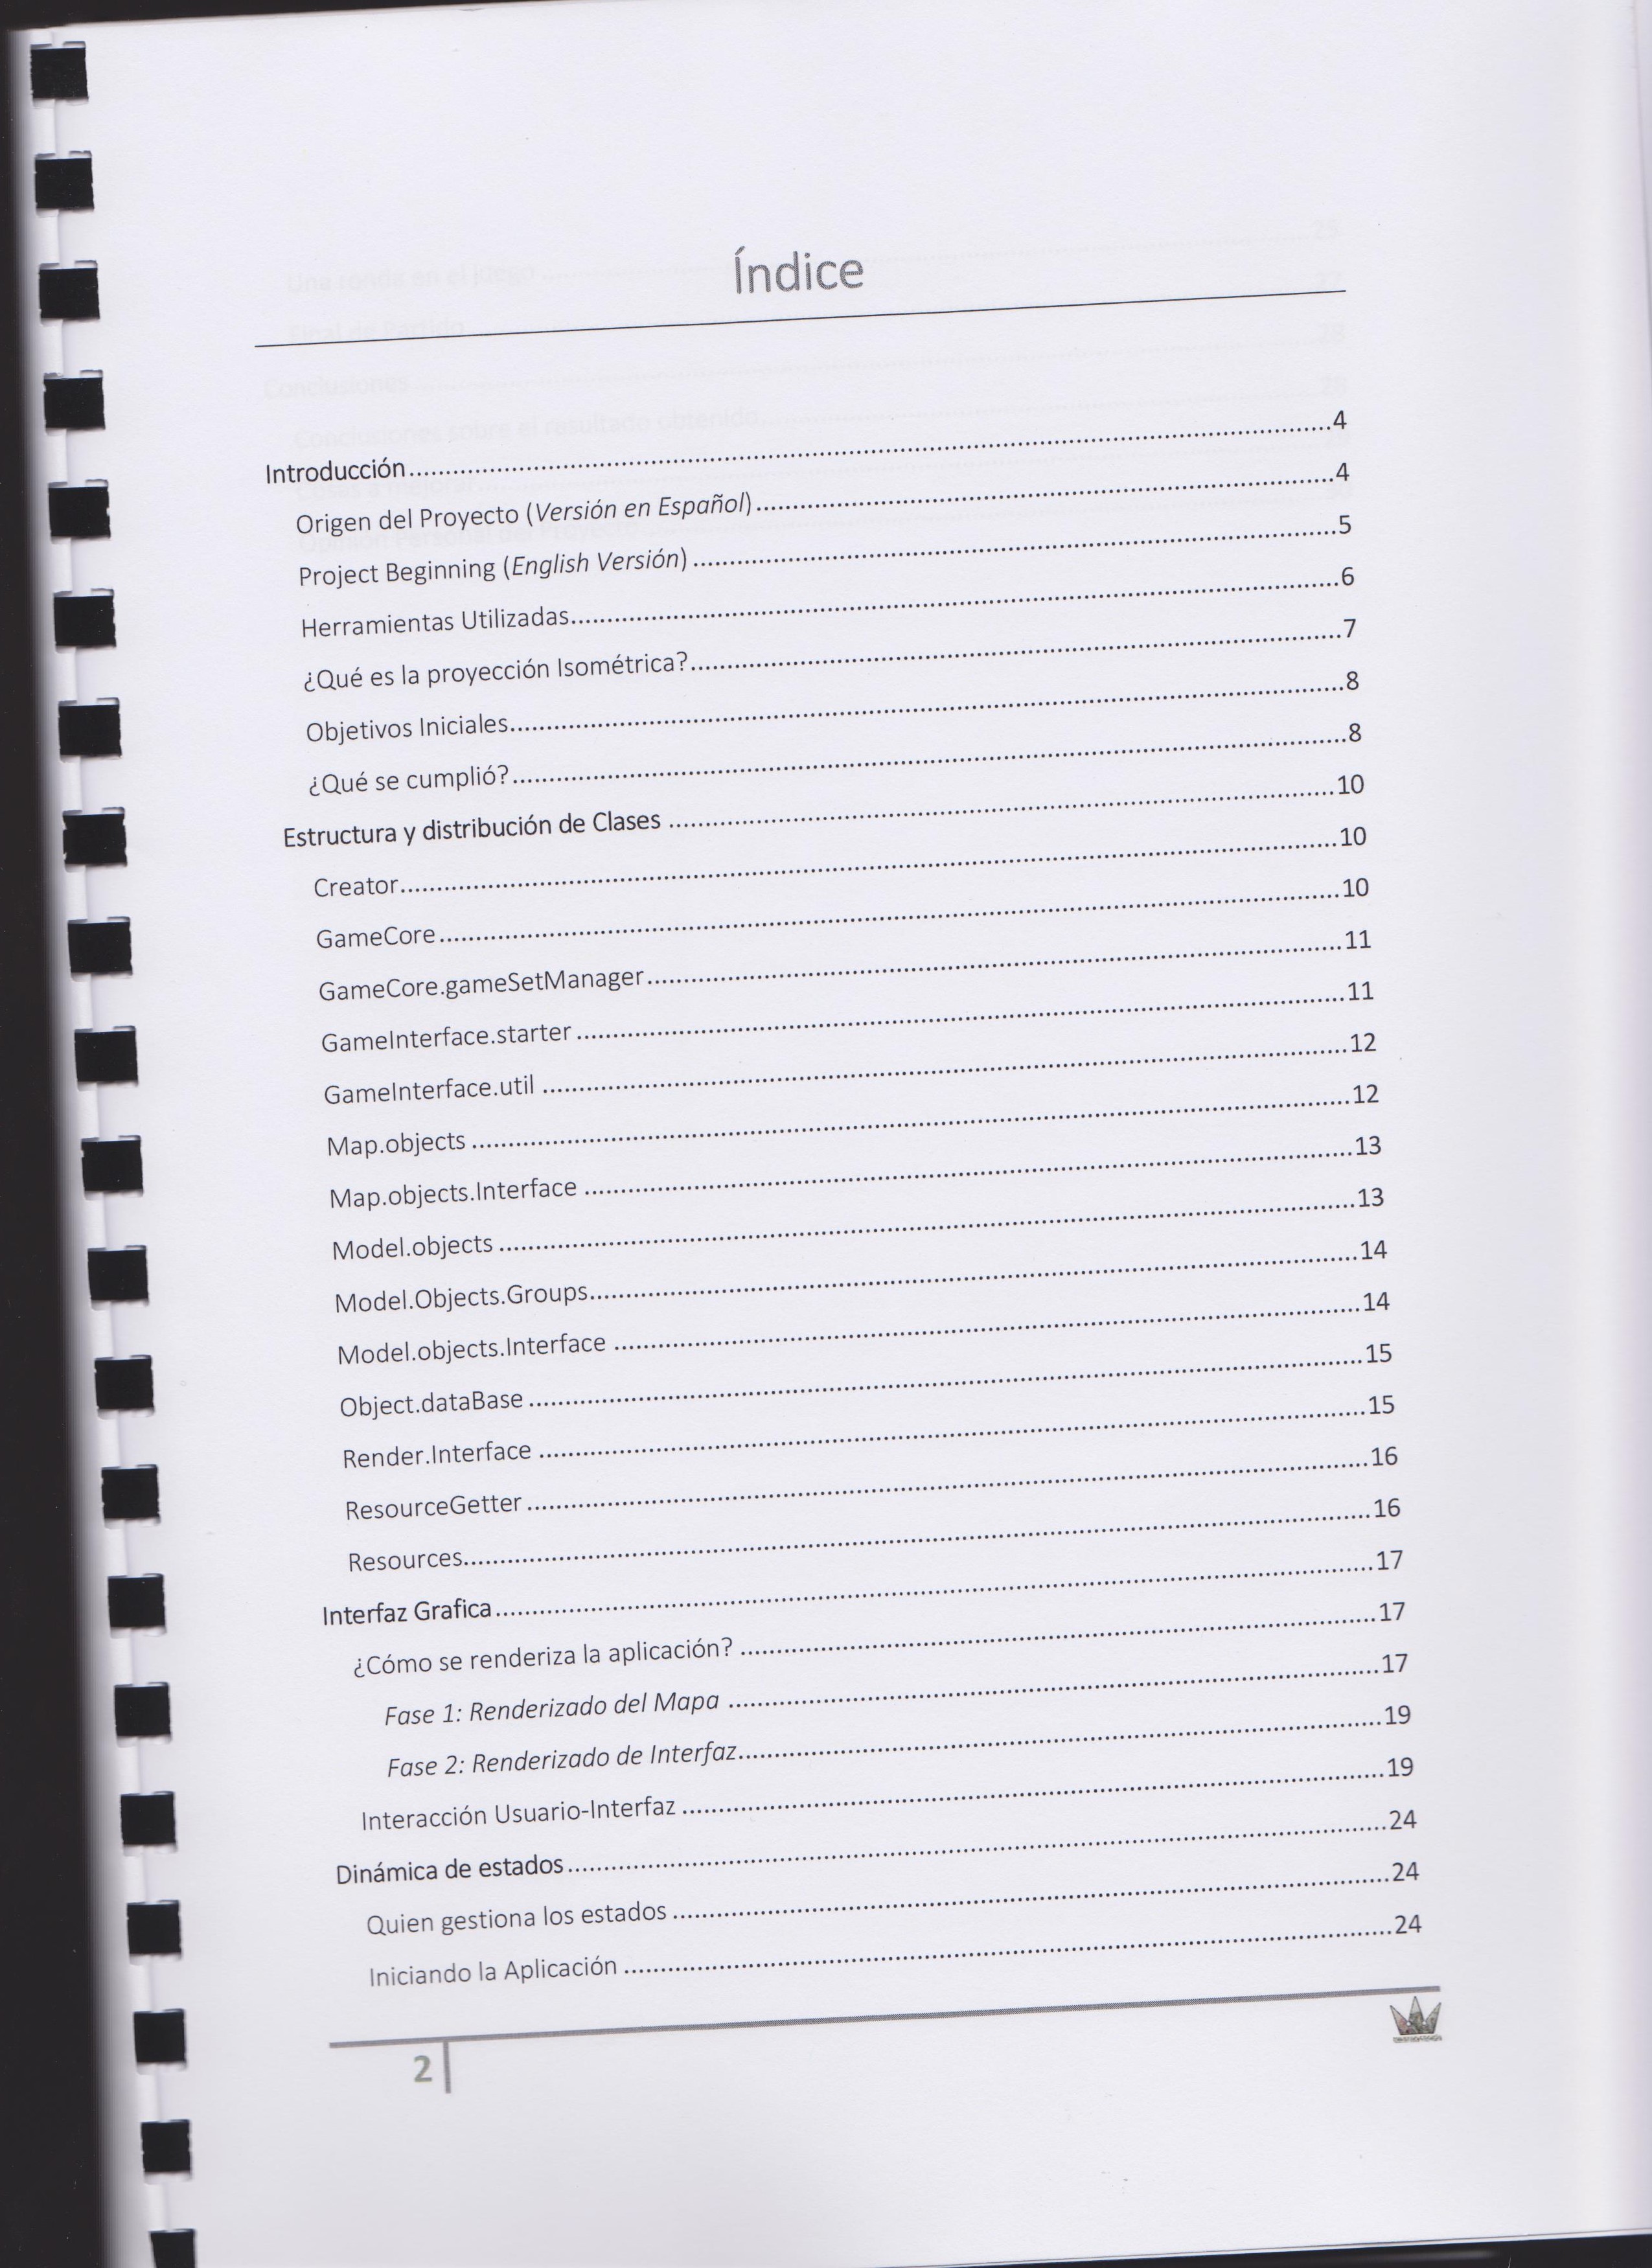 Índice
Introducción....................4
Origen del Proyecto (Versión en Español)....................4
Project Beginning (English Versión)....................5
Herramientas Utilizadas....................6
¿Qué es la proyección Isométrica?....................7
Objetivos Iniciales....................8
¿Qué se cumplió?....................8
Estructura y distribución de Clases....................10
Creator....................10
GameCore....................10
GameCore.gameSetManager....................11
GameInterface.starter....................11
GameInterface.util....................12
Map.objects....................12
Map.objects.Interface....................13
Model.objects....................13
Model.Objects.Groups....................14
Model.objects.Interface....................14
Object.dataBase....................15
Render.Interface....................15
ResourceGetter....................16
Resources....................16
Interfaz Grafica....................17
¿Cómo se renderiza la aplicación?....................17
Fase 1: Renderizado del Mapa....................17
Fase 2: Renderizado de Interfaz....................19
Interacción Usuario-Interfaz....................19
Dinámica de estados....................24
Quien gestiona los estados....................24
Iniciando la Aplicación....................24
2